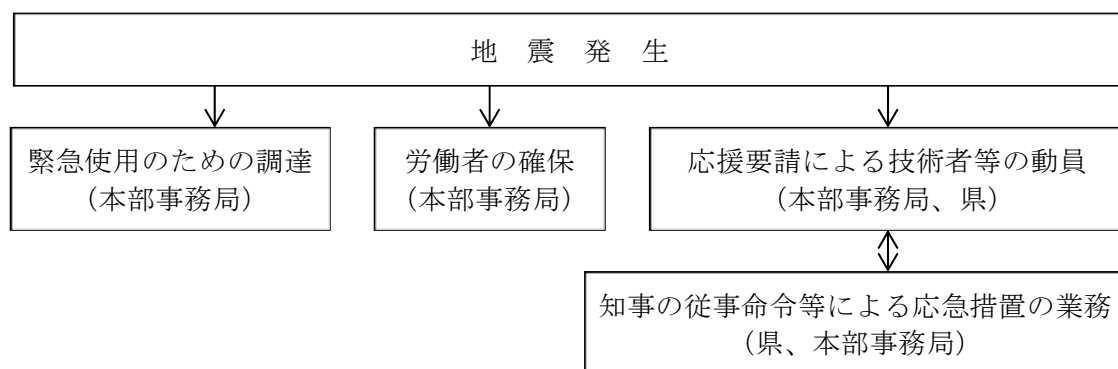 地　震　発　生
緊急使用のための調達
（本部事務局）
労働者の確保
（本部事務局）
応援要請による技術者等の動員
（本部事務局、県）
知事の従事命令等による応急措置の業務
（県、本部事務局）